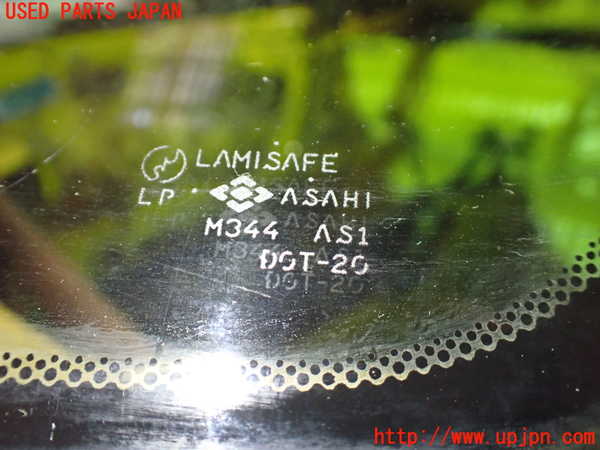 USED PARTS JAPAN
LAMISAFE
LP ASAHI
M344 AS1
DOT-20
http://www.upjpn.com/